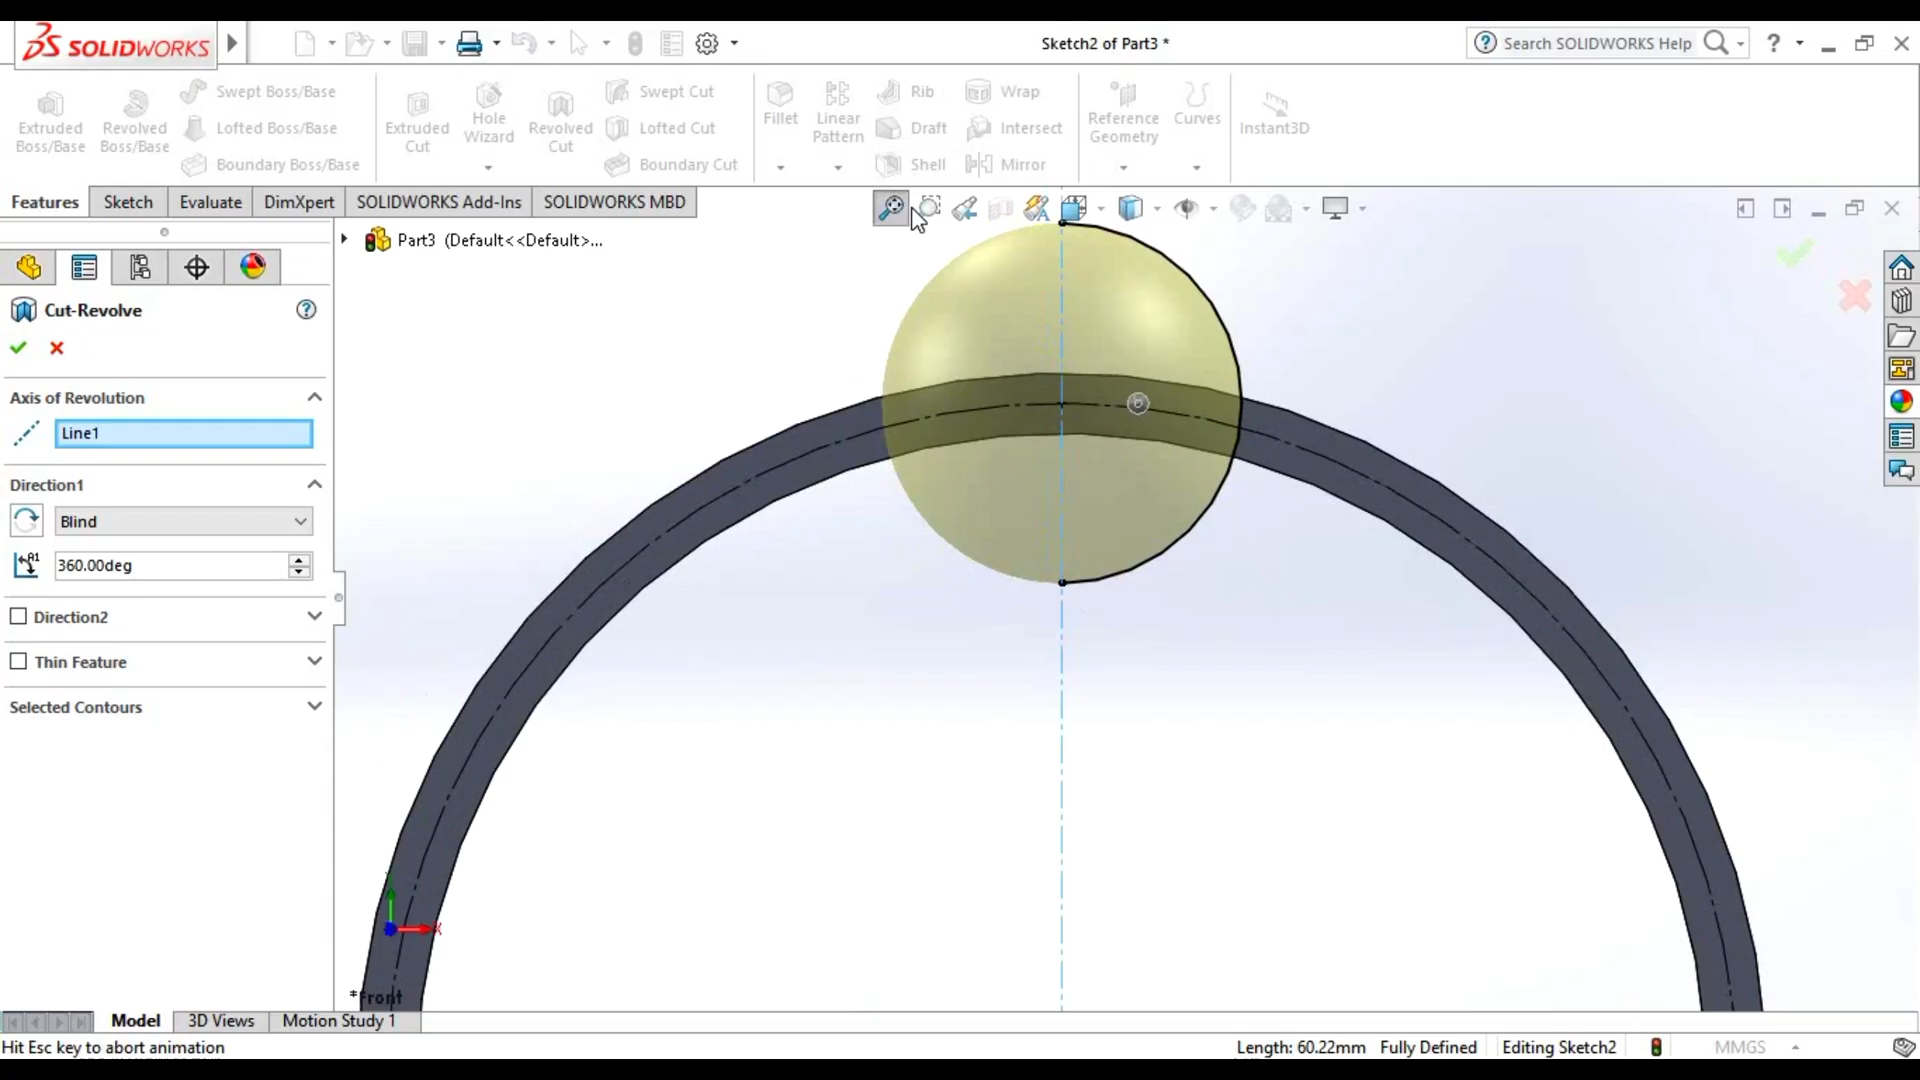 SOLIDWORKS
Sketch2 of Part3 *
Search SOLIDWORKS Help
?
Extruded Boss/Base
Revolved Boss/Base
Swept Boss/Base
Lofted Boss/Base
Boundary Boss/Base
Extruded Cut
Hole Wizard
Revolved Cut
Swept Cut
Lofted Cut
Boundary Cut
Fillet
Linear Pattern
Rib
Draft
Shell
Wrap
Intersect
Mirror
Reference Geometry
Curves
Instant3D
Features
Sketch
Evaluate
DimXpert
SOLIDWORKS Add-Ins
SOLIDWORKS MBD
Part3 (Default<<Default>...
Cut-Revolve
?
Axis of Revolution
Line1
Direction1
Blind
360.00deg
Direction2
Thin Feature
Selected Contours
X
*Front
Model
3D Views
Motion Study 1
Hit Esc key to abort animation
Length: 60.22mm
Fully Defined
Editing Sketch2
MMGS